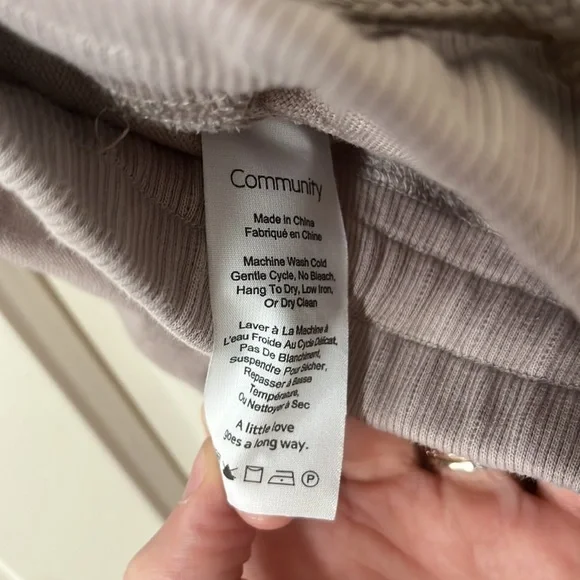 Community
Made in China
Fabriqué en Chine
Machine Wash Cold
Gentle Cycle, No Bleach,
Hang To Dry, Low Iron,
Or Dry Clean
Laver à La Machine à
L'eau Froide Au Cycle Délicat,
Pas De Blanchiment,
Suspendre Pour Sécher,
Repasser à Basse
Température,
Ou Nettoyer à Sec
A little love
goes a long way.
P